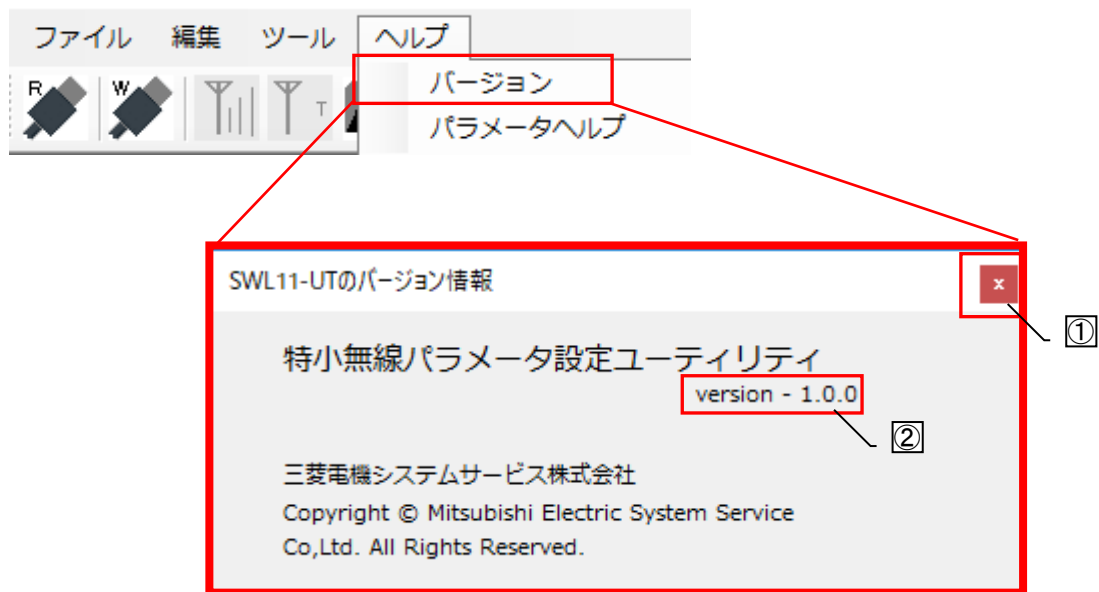 ファイル 編集 ツール ヘルプ
R W T
バージョン
パラメータヘルプ
SWL11-UTのバージョン情報
x
①
特小無線パラメータ設定ユーティリティ
version - 1.0.0
②
三菱電機システムサービス株式会社
Copyright © Mitsubishi Electric System Service
Co,Ltd. All Rights Reserved.